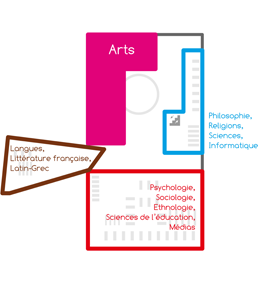 Arts
Philosophie,
Religions,
Sciences,
Informatique
Langues,
Littérature française,
Latin-Grec
Psychologie,
Sociologie,
Ethnologie,
Sciences de l'éducation,
Médias